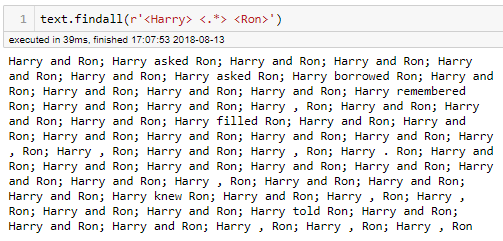 1 text.findall(r'<Harry> <.*> <Ron>')
executed in 39ms, finished 17:07:53 2018-08-13
Harry and Ron; Harry asked Ron; Harry and Ron; Harry and Ron; Harry
and Ron; Harry and Ron; Harry asked Ron; Harry borrowed Ron; Harry and
Ron; Harry and Ron; Harry and Ron; Harry and Ron; Harry remembered
Ron; Harry and Ron; Harry and Ron; Harry , Ron; Harry and Ron; Harry
and Ron; Harry and Ron; Harry filled Ron; Harry and Ron; Harry and
Ron; Harry and Ron; Harry and Ron; Harry and Ron; Harry and Ron; Harry
, Ron; Harry , Ron; Harry and Ron; Harry , Ron; Harry . Ron; Harry and
Ron; Harry and Ron; Harry and Ron; Harry and Ron; Harry and Ron; Harry
and Ron; Harry and Ron; Harry , Ron; Harry and Ron; Harry and Ron;
Harry and Ron; Harry knew Ron; Harry and Ron; Harry , Ron; Harry ,
Ron; Harry and Ron; Harry and Ron; Harry told Ron; Harry and Ron;
Harry and Ron; Harry and Ron; Harry , Ron; Harry , Ron; Harry , Ron